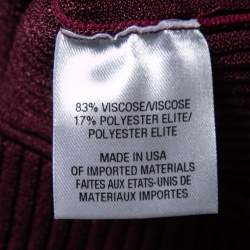 83% VISCOSE/VISCOSE
17% POLYESTER ELITE/
POLYESTER ELITE
MADE IN USA
OF IMPORTED MATERIALS
FAITES AUX ETATS-UNIS DE
MATERIAUX IMPORTES